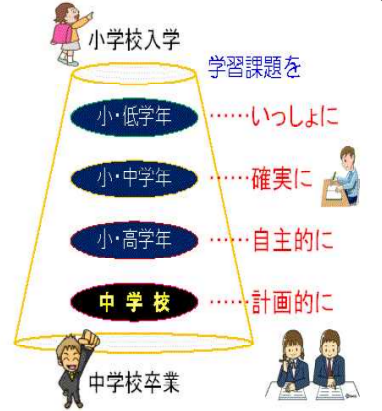 小学校入学
学習課題を
小・低学年 ……いっしょに
小・中学年 ……確実に
小・高学年 ……自主的に
中学校 ……計画的に
中学校卒業